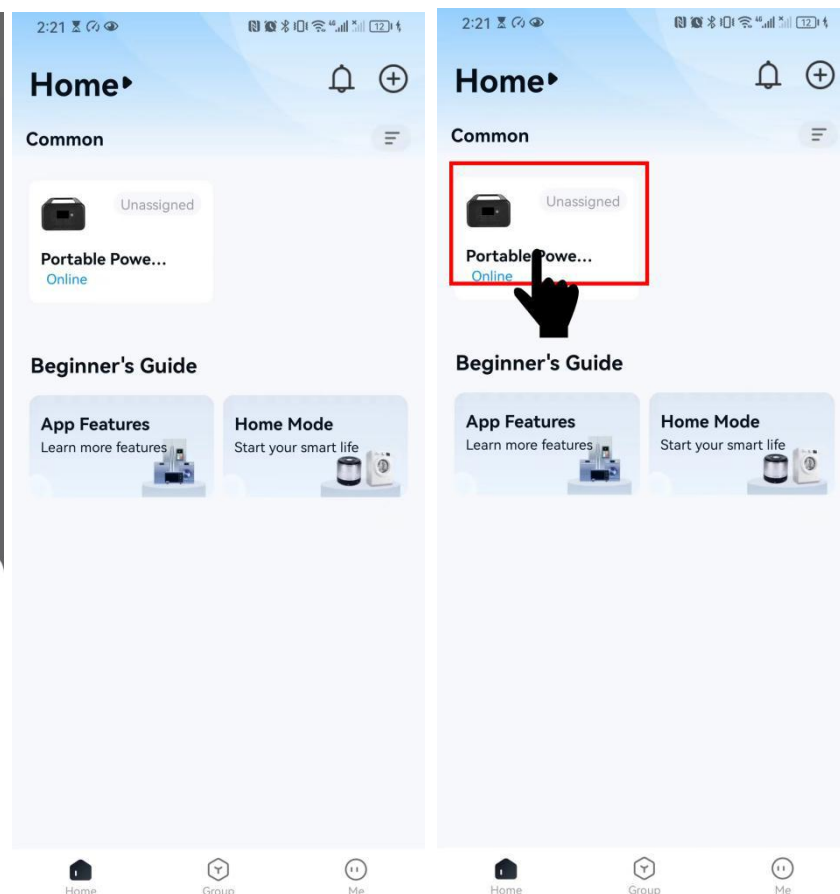 2:21
12
Home
Common
Unassigned
Portable Powe...
Online
Beginner's Guide
App Features
Learn more features
Home Mode
Start your smart life
Home
Group
Me
2:21
12
Home
Common
Unassigned
Portable Powe...
Online
Beginner's Guide
App Features
Learn more features
Home Mode
Start your smart life
Home
Group
Me